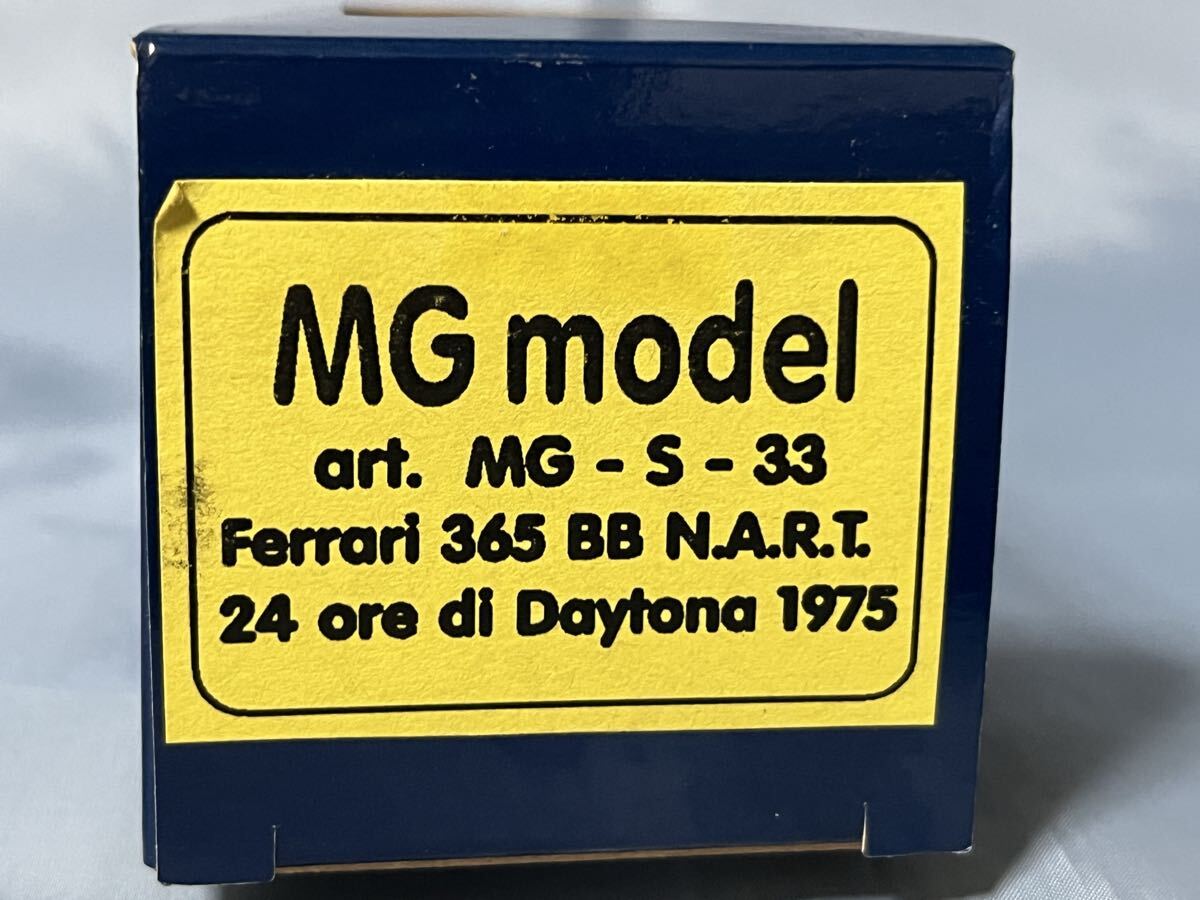 MG model
art. MG - S - 33
Ferrari 365 BB N.A.R.T.
24 ore di Daytona 1975